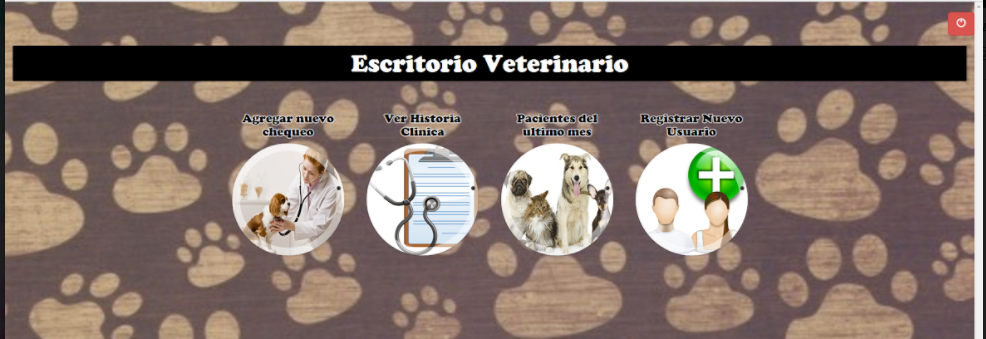 Escritorio Veterinario
Agregar nuevo
chequeo
Ver Historia
Clinica
Pacientes del
ultimo mes
Registrar Nuevo
Usuario